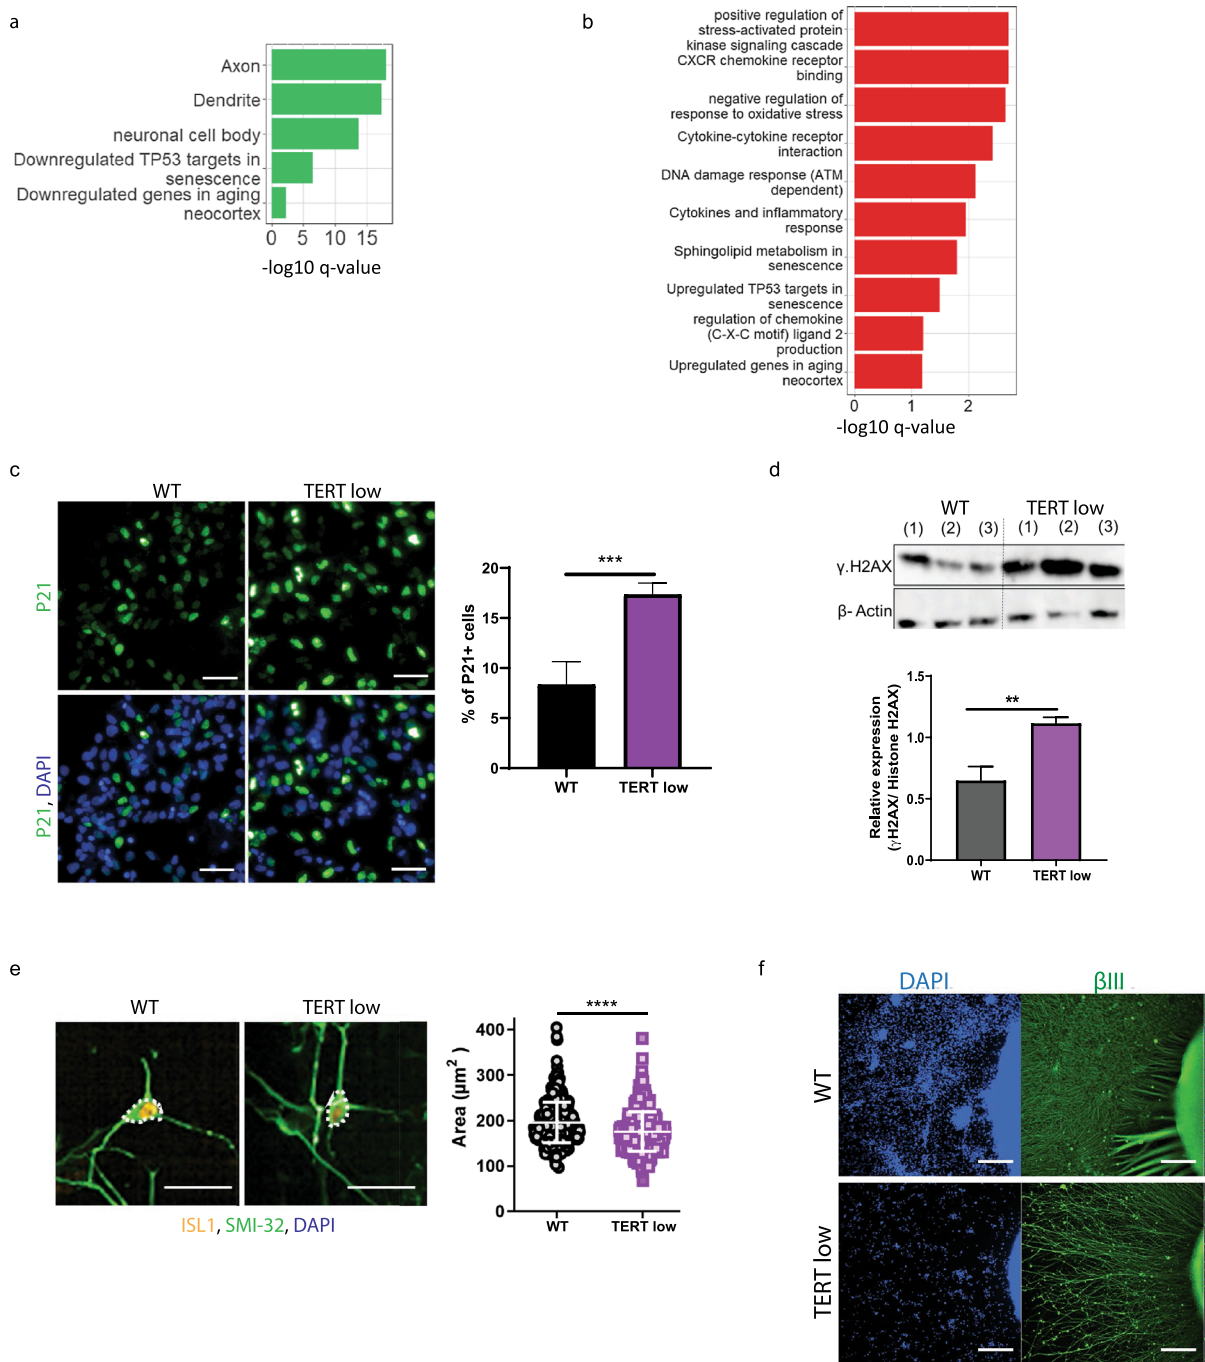 a
Axon
Dendrite
neuronal cell body
Downregulated TP53 targets in
senescence
Downregulated genes in aging
neocortex
0 5 10 15
-log10 q-value
b
positive regulation of
stress-activated protein
kinase signaling cascade
CXCR chemokine receptor
binding
negative regulation of
response to oxidative stress
Cytokine-cytokine receptor
interaction
DNA damage response (ATM
dependent)
Cytokines and inflammatory
response
Sphingolipid metabolism in
senescence
Upregulated TP53 targets in
senescence
regulation of chemokine
(C-X-C motif) ligand 2
production
Upregulated genes in aging
neocortex
0 1 2
-log10 q-value
c
WT TERT low
P21
P21, DAPI
% of P21+ cells
20
15
10
5
0
***
WT TERT low
d
WT TERT low
(1) (2) (3) (1) (2) (3)
γ.H2AX
β- Actin
Relative expression
(γH2AX/ Histone H2AX)
1.5
1.0
0.5
0.0
**
WT TERT low
e
WT TERT low
ISL1, SMI-32, DAPI
Area (µm²)
400
300
200
100
0
****
WT TERT low
f
DAPI βIII
WT
TERT low